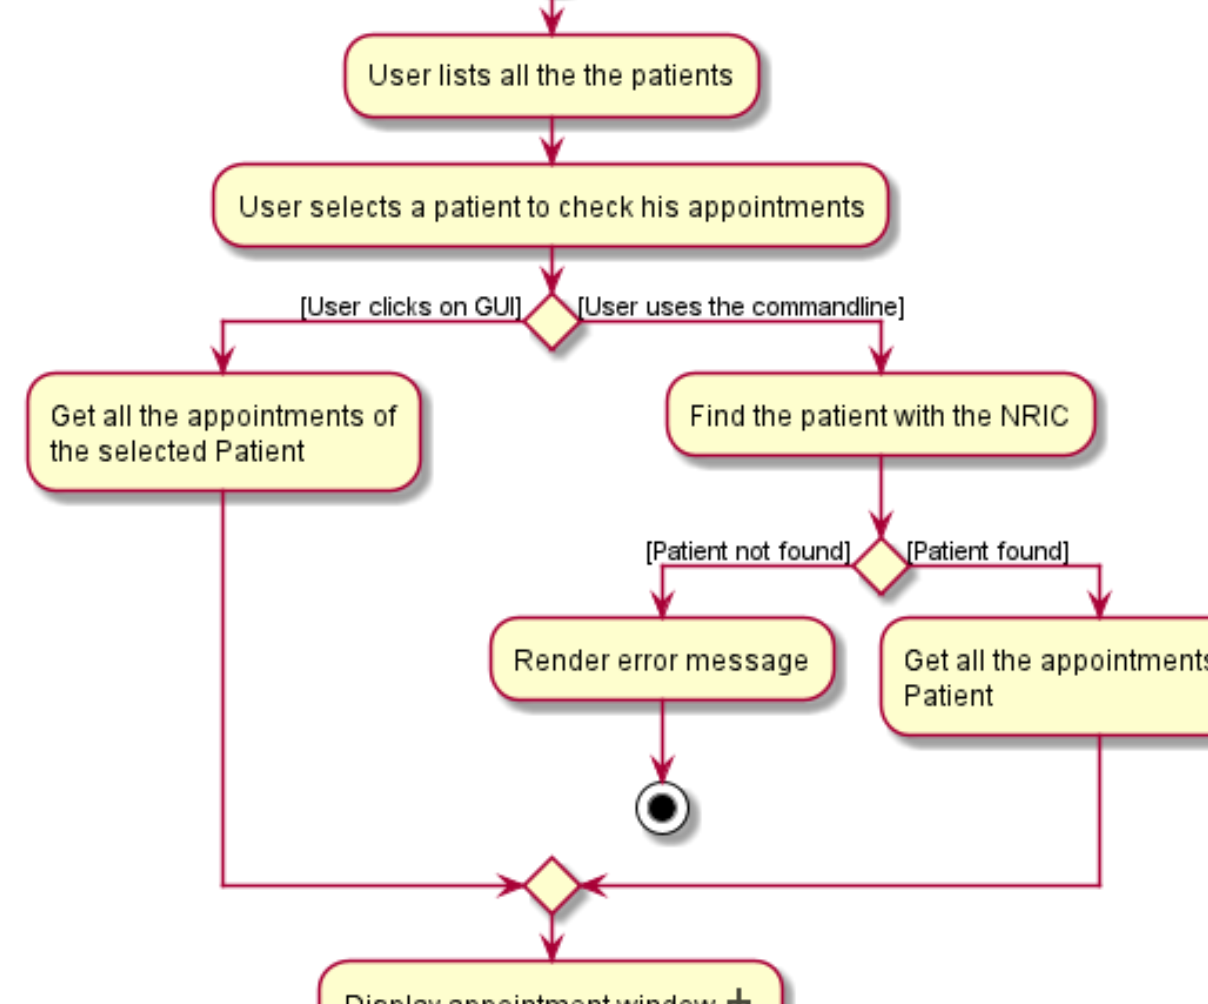 User lists all the the patients
User selects a patient to check his appointments
[User clicks on GUI]
[User uses the commandline]
Get all the appointments of
the selected Patient
Find the patient with the NRIC
[Patient not found]
[Patient found]
Render error message
Get all the appointments
Patient
Display appointment window